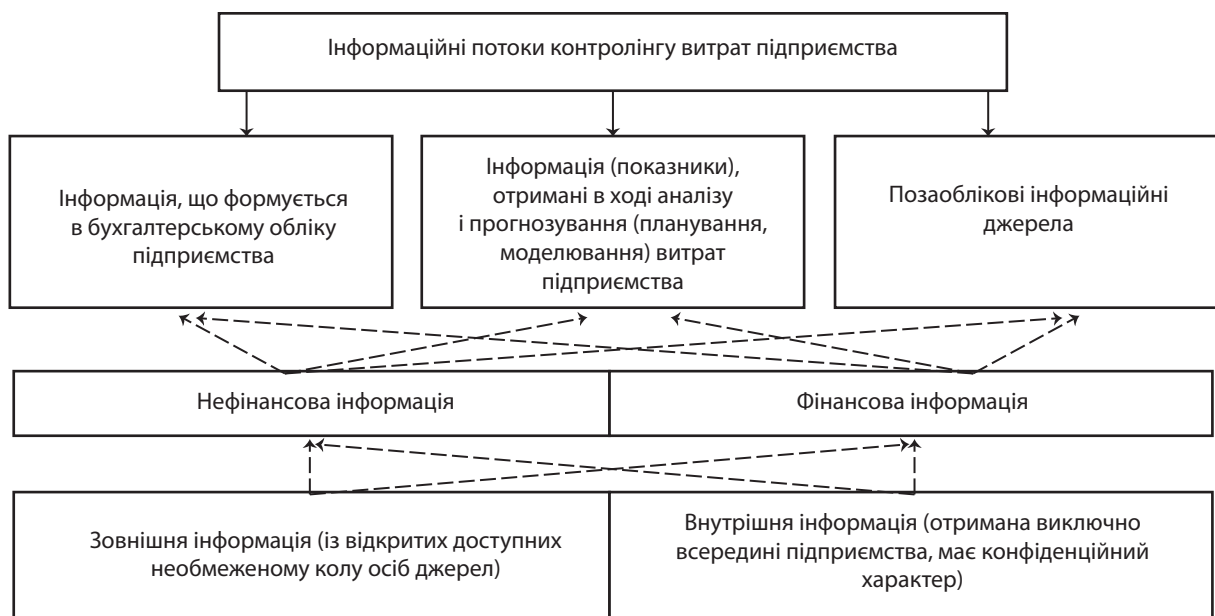 Інформаційні потоки контролінгу витрат підприємства
Інформація, що формується
в бухгалтерському обліку
підприємства
Інформація (показники),
отримані в ході аналізу
і прогнозування (планування,
моделювання) витрат
підприємства
Позаоблікові інформаційні
джерела
Нефінансова інформація
Фінансова інформація
Зовнішня інформація (із відкритих доступних
необмеженому колу осіб джерел)
Внутрішня інформація (отримана виключно
всередині підприємства, має конфіденційний
характер)